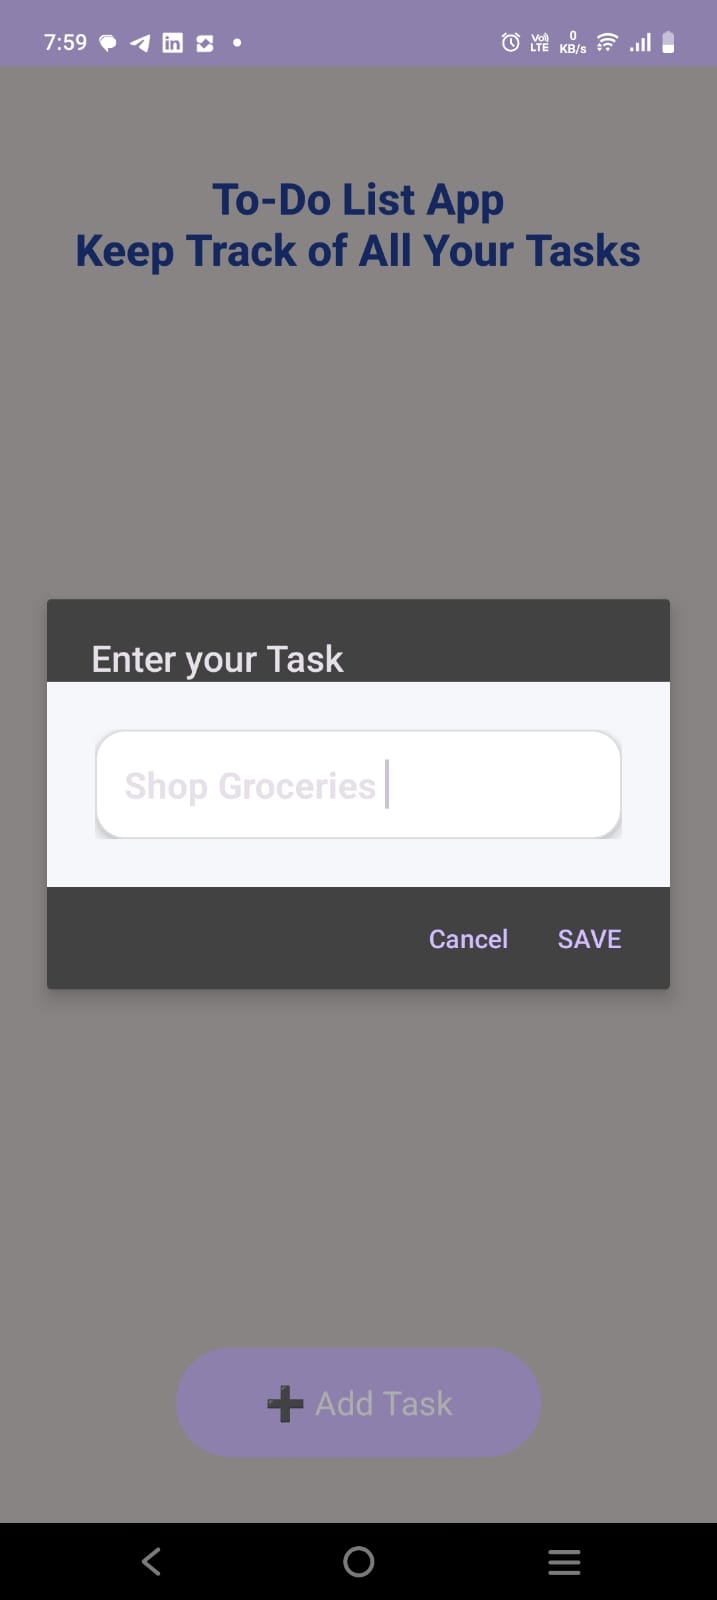 7:59
in
Vo)) LTE
0 KB/s
To-Do List App
Keep Track of All Your Tasks
Enter your Task
Shop Groceries
Cancel SAVE
➕ Add Task